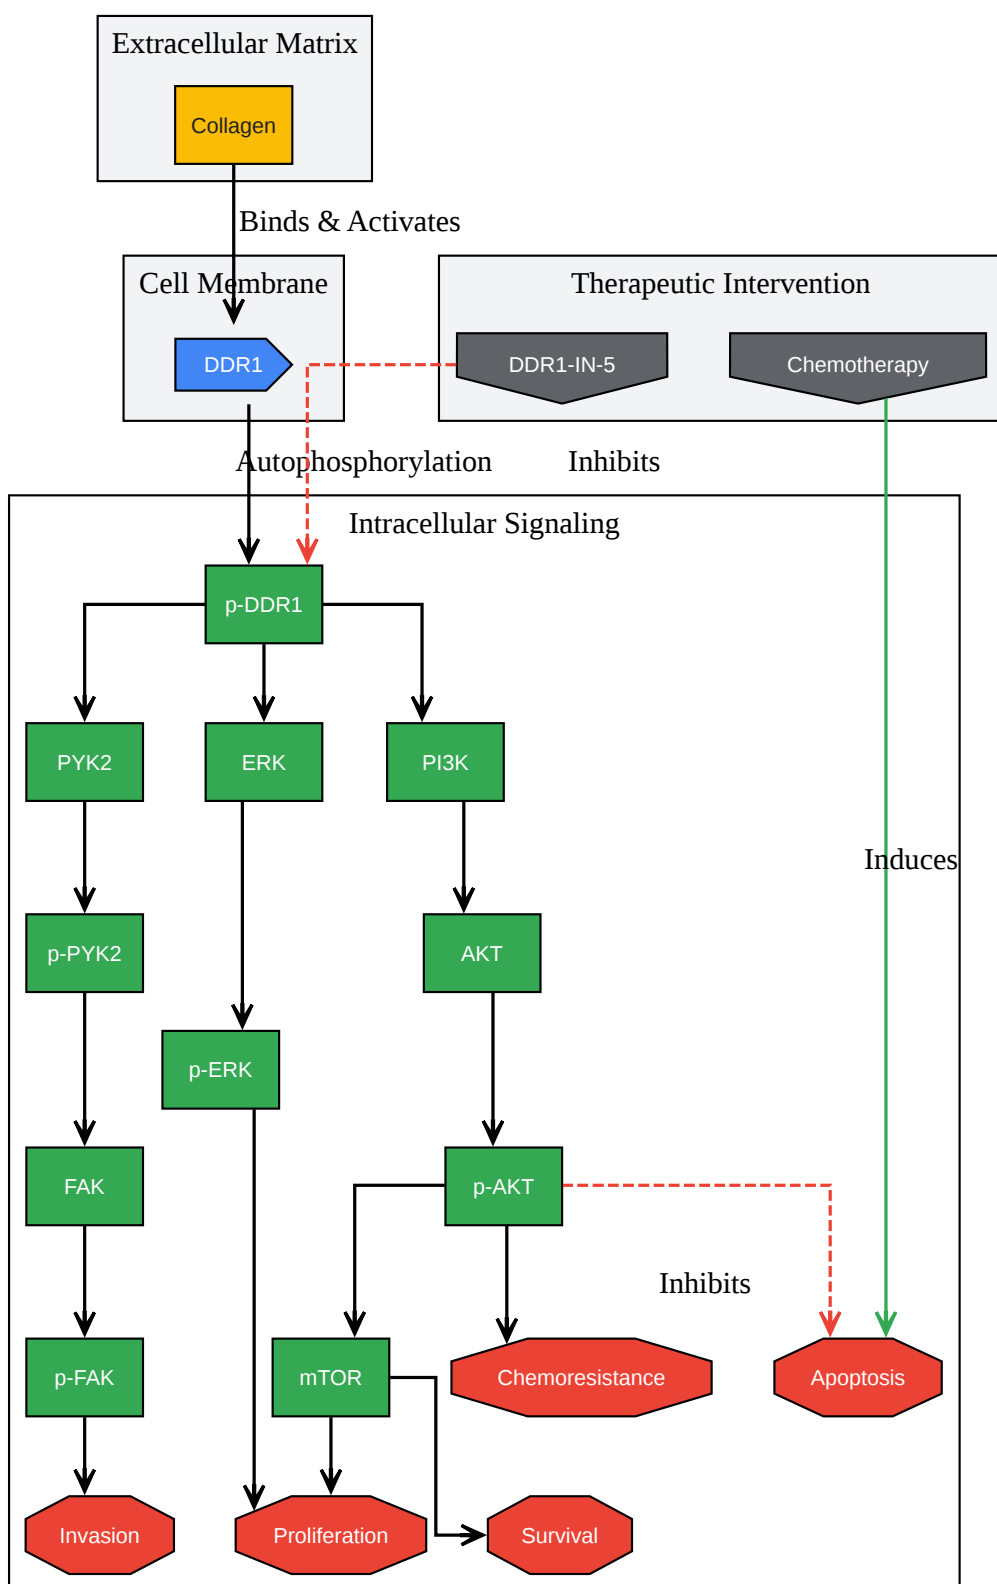 Extracellular Matrix
Collagen
Binds & Activates
Cell Membrane
Therapeutic Intervention
DDR1
DDR1-IN-5
Chemotherapy
Autophosphorylation
Inhibits
Intracellular Signaling
p-DDR1
PYK2
ERK
PI3K
Induces
p-PYK2
AKT
p-ERK
FAK
p-AKT
Inhibits
p-FAK
mTOR
Chemoresistance
Apoptosis
Invasion
Proliferation
Survival